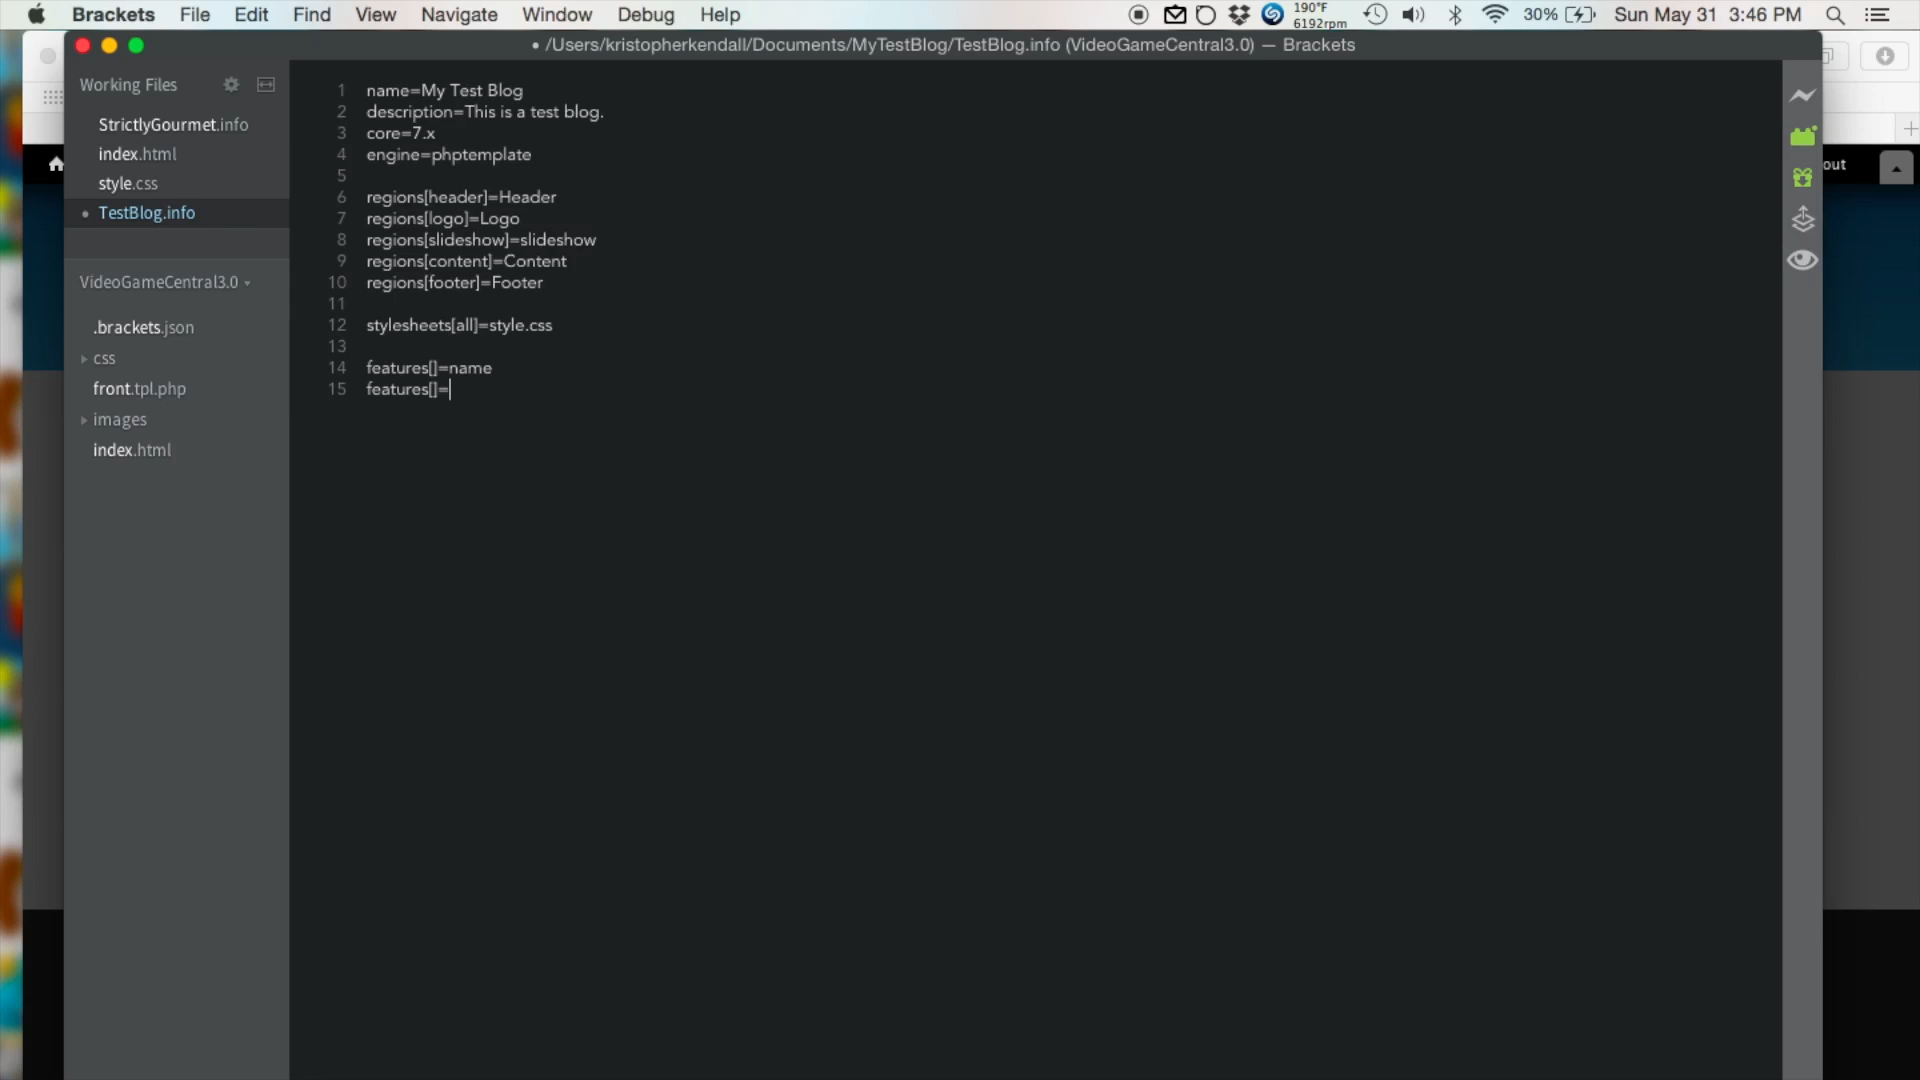 Brackets File Edit Find View Navigate Window Debug Help 190°F 6192rpm 30% Sun May 31 3:46 PM
• /Users/kristopherkendall/Documents/MyTestBlog/TestBlog.info (VideoGameCentral3.0) — Brackets
Working Files
StrictlyGourmet.info
index.html
style.css
• TestBlog.info
VideoGameCentral3.0
.brackets.json
css
front.tpl.php
images
index.html
1 name=My Test Blog
2 description=This is a test blog.
3 core=7.x
4 engine=phptemplate
5
6 regions[header]=Header
7 regions[logo]=Logo
8 regions[slideshow]=slideshow
9 regions[content]=Content
10 regions[footer]=Footer
11
12 stylesheets[all]=style.css
13
14 features[]=name
15 features[]=
out